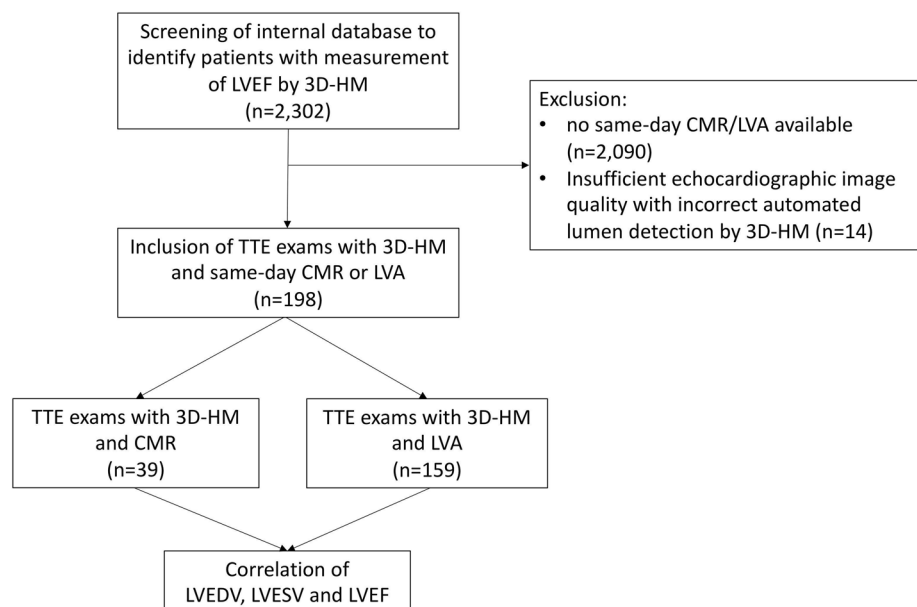 Screening of internal database to
identify patients with measurement
of LVEF by 3D-HM
(n=2,302)
Exclusion:
• no same-day CMR/LVA available
(n=2,090)
• Insufficient echocardiographic image
quality with incorrect automated
lumen detection by 3D-HM (n=14)
Inclusion of TTE exams with 3D-HM
and same-day CMR or LVA
(n=198)
TTE exams with 3D-HM
and CMR
(n=39)
TTE exams with 3D-HM
and LVA
(n=159)
Correlation of
LVEDV, LVESV and LVEF